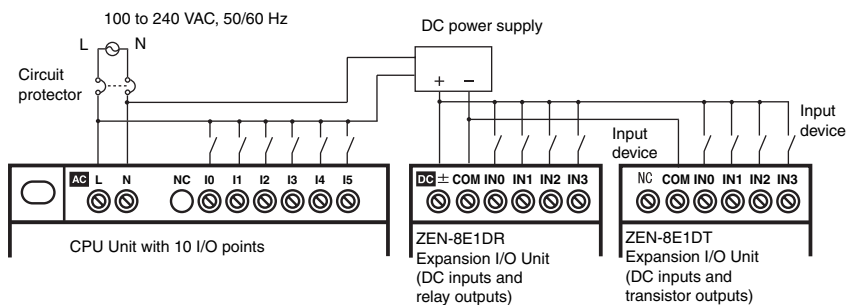 100 to 240 VAC, 50/60 Hz
L N
Circuit
protector
DC power supply
+ −
Input
device
Input
device
AC L N NC I0 I1 I2 I3 I4 I5
DC ± COM IN0 IN1 IN2 IN3
NC COM IN0 IN1 IN2 IN3
CPU Unit with 10 I/O points
ZEN-8E1DR
Expansion I/O Unit
(DC inputs and
relay outputs)
ZEN-8E1DT
Expansion I/O Unit
(DC inputs and
transistor outputs)